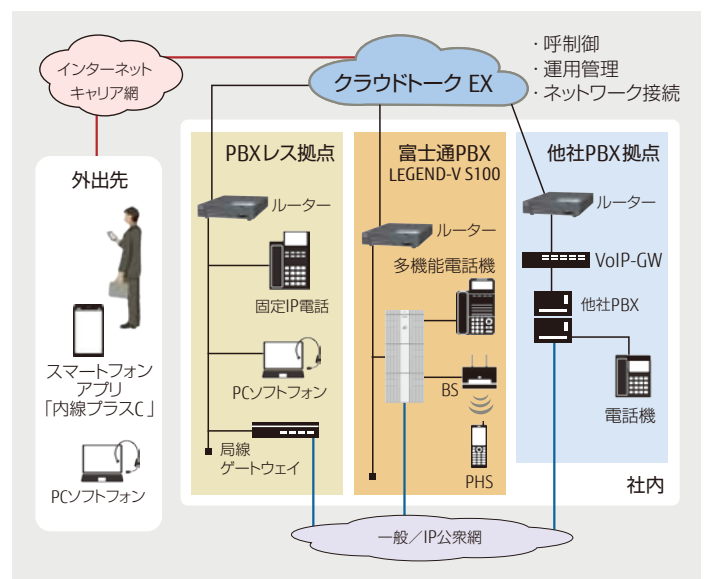 インターネット
キャリア網
クラウドトーク EX
・呼制御
・運用管理
・ネットワーク接続
外出先
スマートフォン
アプリ
「内線プラスC」
PCソフトフォン
PBXレス拠点
ルーター
固定IP電話
PCソフトフォン
局線
ゲートウェイ
富士通PBX
LEGEND-V S100
ルーター
多機能電話機
BS
PHS
他社PBX拠点
ルーター
VoIP-GW
他社PBX
電話機
社内
一般／IP公衆網